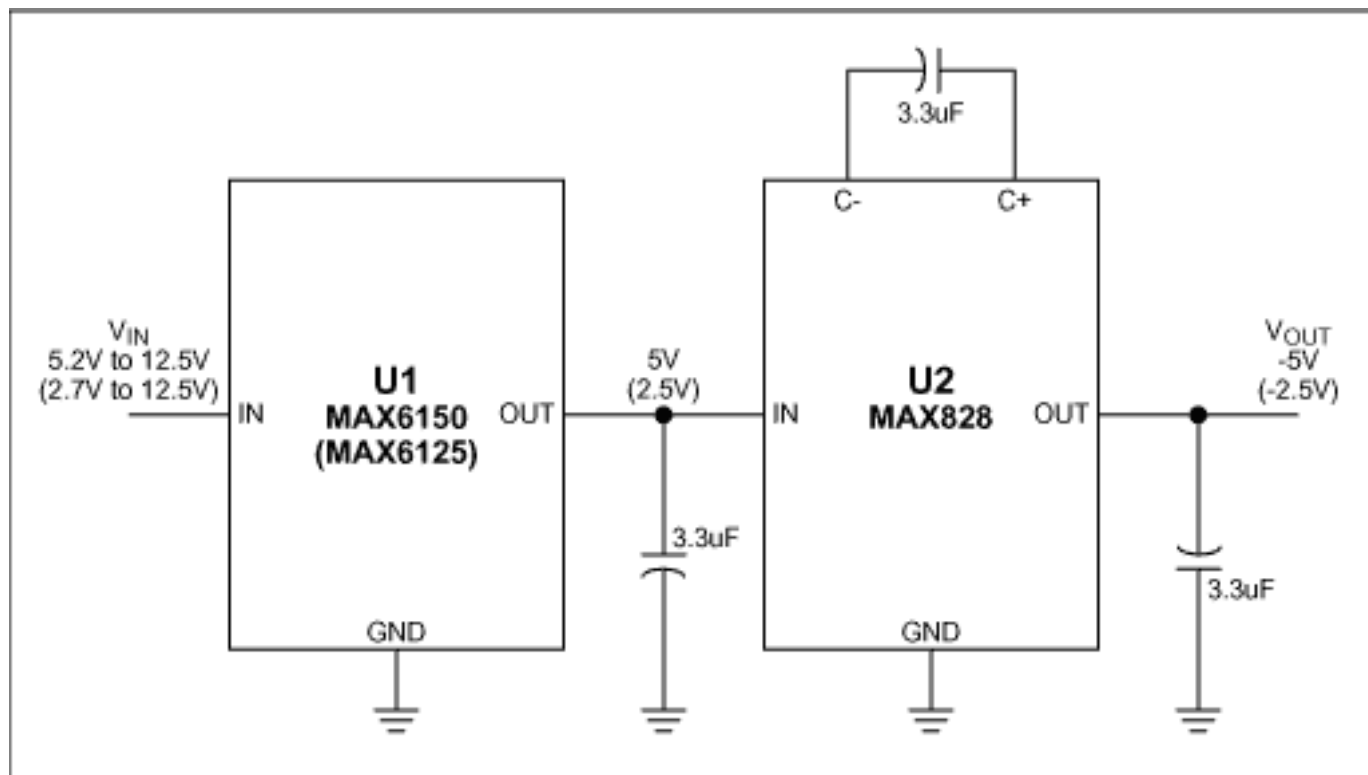 3.3uF
C-
C+
VIN
5.2V to 12.5V
(2.7V to 12.5V)
IN
U1
MAX6150
(MAX6125)
OUT
5V
(2.5V)
IN
U2
MAX828
OUT
VOUT
-5V
(-2.5V)
3.3uF
3.3uF
GND
GND